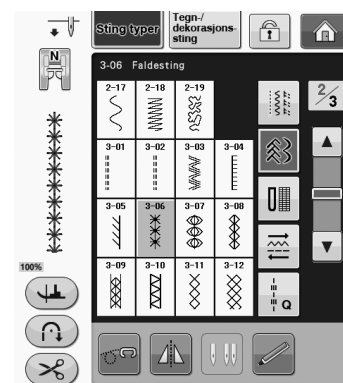 Sting typer
Tegn-/
dekorasjons-
sting
N
3-06 Faldesting
2/3
2-17 2-18 2-19
3-01 3-02 3-03 3-04
3-05 3-06 3-07 3-08
100%
3-09 3-10 3-11 3-12
Q